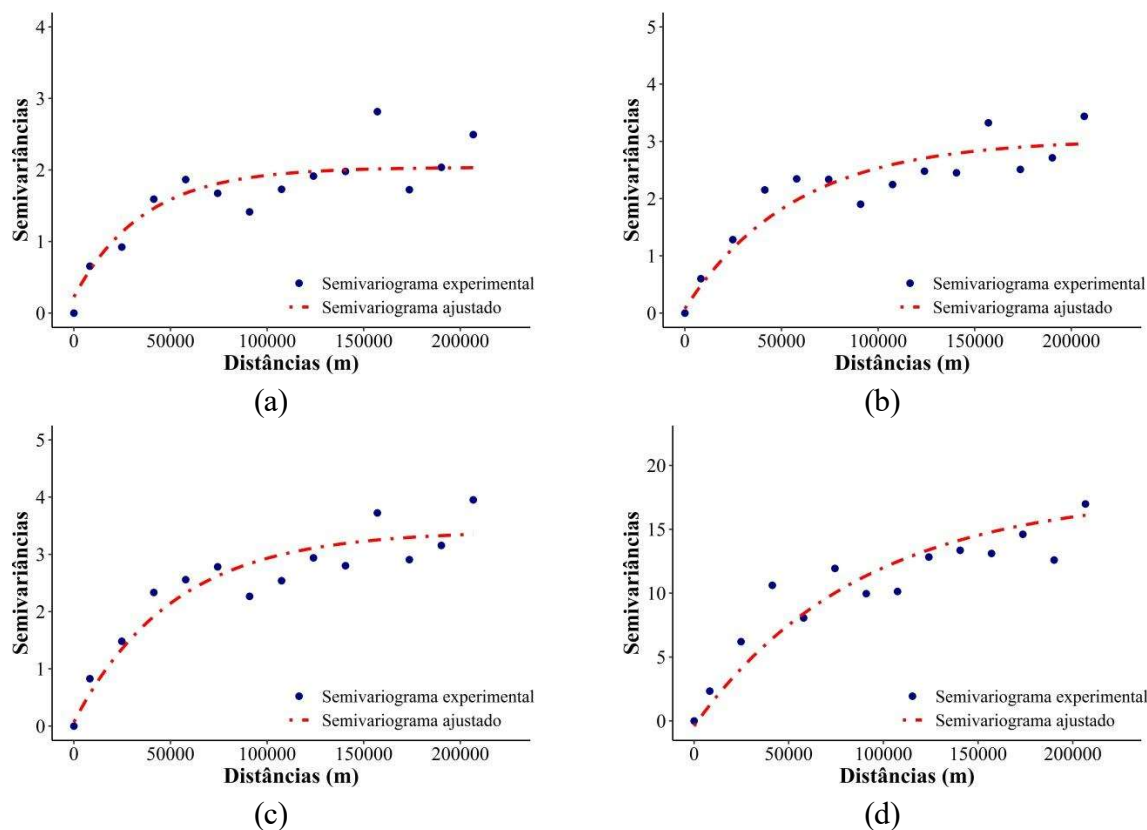 4
3
2
1
0
Semivariâncias
Semivariograma experimental
Semivariograma ajustado
0 50000 100000 150000 200000
Distâncias (m)
(a)
5
4
3
2
1
0
Semivariâncias
Semivariograma experimental
Semivariograma ajustado
0 50000 100000 150000 200000
Distâncias (m)
(b)
5
4
3
2
1
0
Semivariâncias
Semivariograma experimental
Semivariograma ajustado
0 50000 100000 150000 200000
Distâncias (m)
(c)
20
15
10
5
0
Semivariâncias
Semivariograma experimental
Semivariograma ajustado
0 50000 100000 150000 200000
Distâncias (m)
(d)